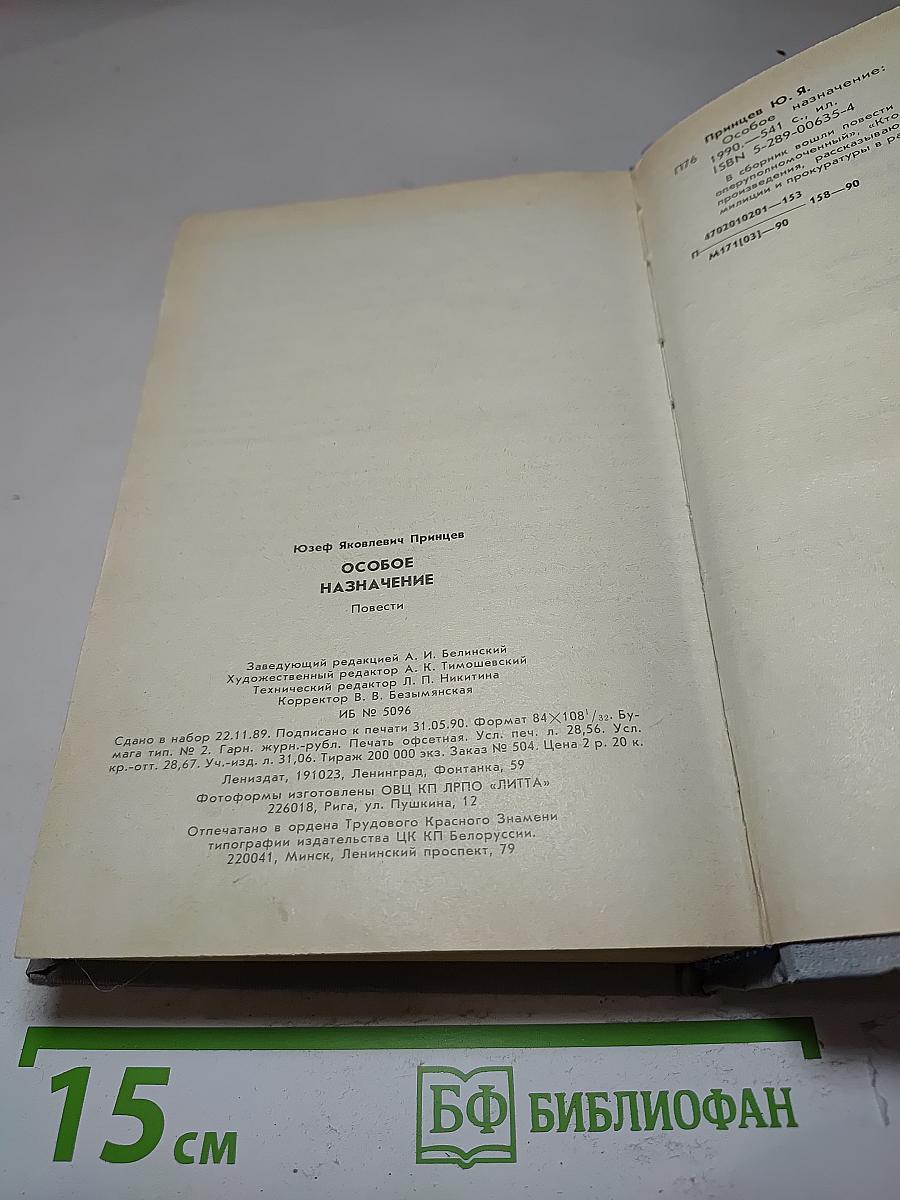 Юзеф Яковлевич Принцев
ОСОБОЕ
НАЗНАЧЕНИЕ
Повести
Заведующий редакцией А. И. Белинский
Художественный редактор А. К. Тимошевский
Технический редактор Л. П. Никитина
Корректор В. В. Безымянская
ИБ № 5096
Сдано в набор 22.11.89. Подписано к печати 31.05.90. Формат 84×108¹/₃₂. Бу-
мага тип. № 2. Гарн. журн.-рубл. Печать офсетная. Усл. печ. л. 28,56. Усл.
кр.-отт. 28,67. Уч.-изд. л. 31,06. Тираж 200 000 экз. Заказ № 504. Цена 2 р. 20 к.
Лениздат, 191023, Ленинград, Фонтанка, 59
Фотоформы изготовлены ОВЦ КП ЛРПО «ЛИТТА»
226018, Рига, ул. Пушкина, 12
Отпечатано в ордена Трудового Красного Знамени
типографии издательства ЦК КП Белоруссии.
220041, Минск, Ленинский проспект, 79
Принцев Ю. Я.
П76 Особое назначение:
1990.—541 с., ил.
ISBN 5-289-00635-4
В сборник вошли повести
оперуполномоченный», «Кто
произведения, рассказываю
милиции и прокуратуры в ра
П 4702010201—153 158—90
М171(03)—90
15 см
БФ БИБЛИОФАН